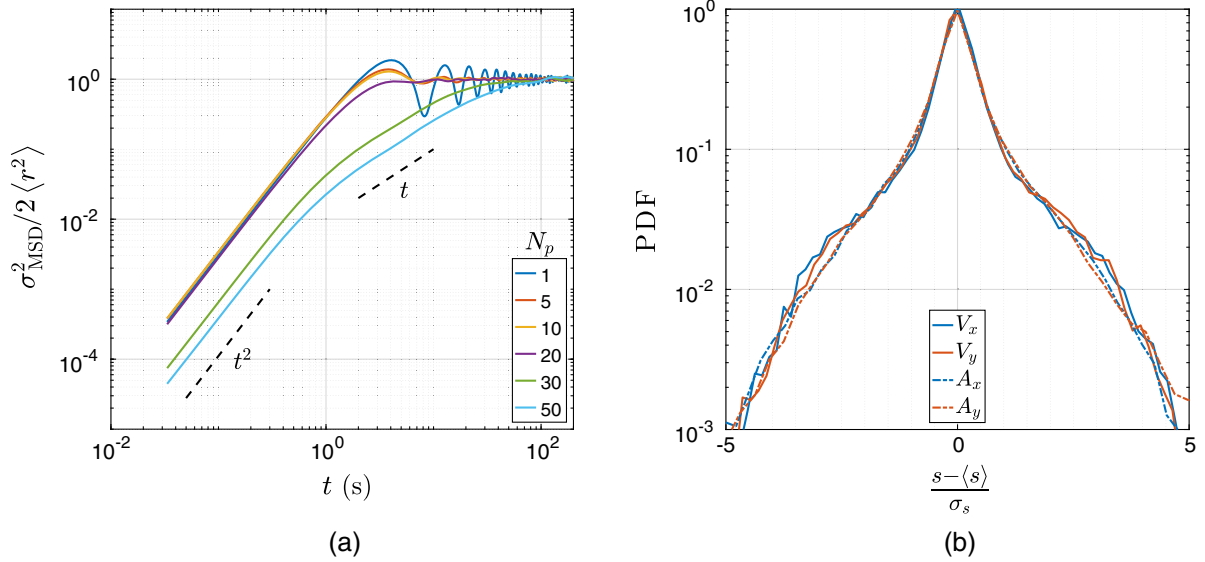 10^1
10^0
10^-2
10^-4
10^-2
10^0
10^2
σ²_MSD/2 ⟨r²⟩
t (s)
t
t²
N_p
1
5
10
20
30
50
(a)
10^0
10^-1
10^-2
10^-3
-5
0
5
PDF
s−⟨s⟩
σ_s
V_x
V_y
A_x
A_y
(b)